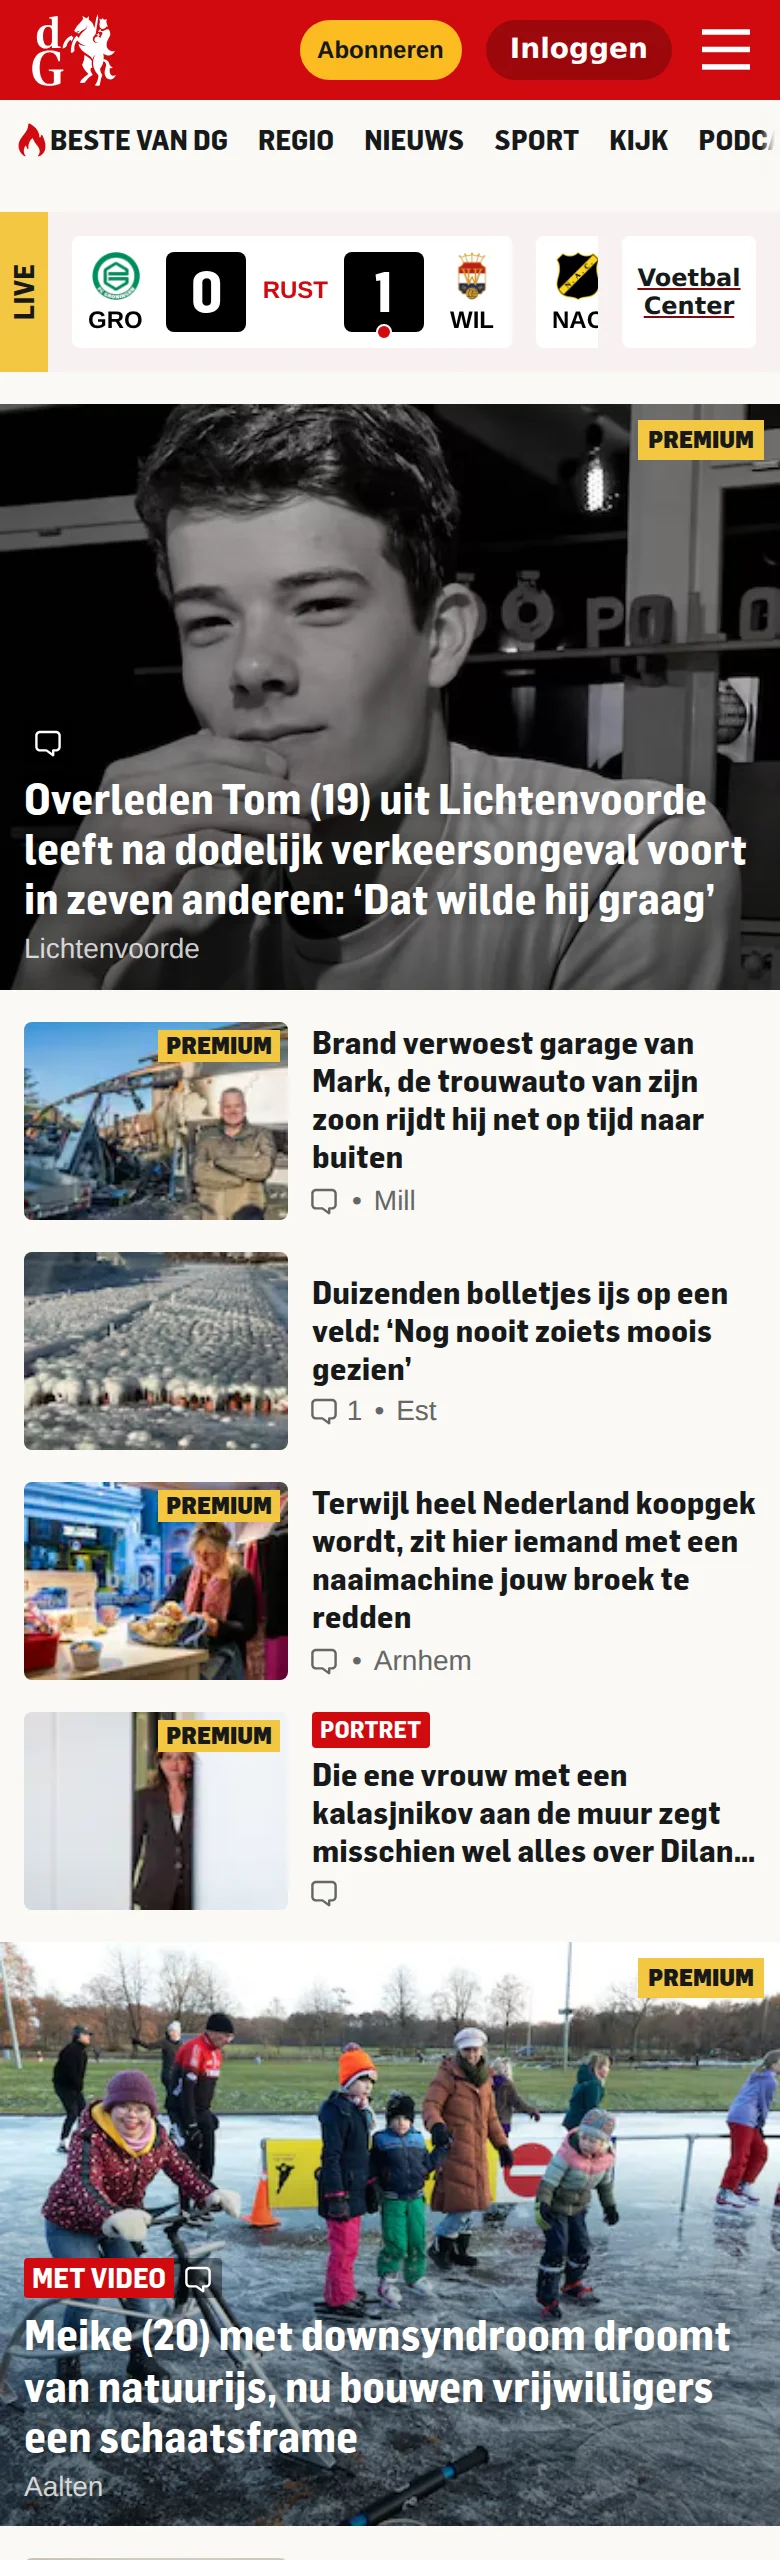 dG
Abonneren
Inloggen
BESTE VAN DG REGIO NIEUWS SPORT KIJK PODCA
LIVE
GRO 0 RUST 1 WIL
NAC
Voetbal
Center
PREMIUM
Overleden Tom (19) uit Lichtenvoorde
leeft na dodelijk verkeersongeval voort
in zeven anderen: ‘Dat wilde hij graag’
Lichtenvoorde
PREMIUM
Brand verwoest garage van
Mark, de trouwauto van zijn
zoon rijdt hij net op tijd naar
buiten
• Mill
Duizenden bolletjes ijs op een
veld: ‘Nog nooit zoiets moois
gezien’
1 • Est
PREMIUM
Terwijl heel Nederland koopgek
wordt, zit hier iemand met een
naaimachine jouw broek te
redden
• Arnhem
PREMIUM
PORTRET
Die ene vrouw met een
kalasjnikov aan de muur zegt
misschien wel alles over Dilan...
PREMIUM
MET VIDEO
Meike (20) met downsyndroom droomt
van natuurijs, nu bouwen vrijwilligers
een schaatsframe
Aalten